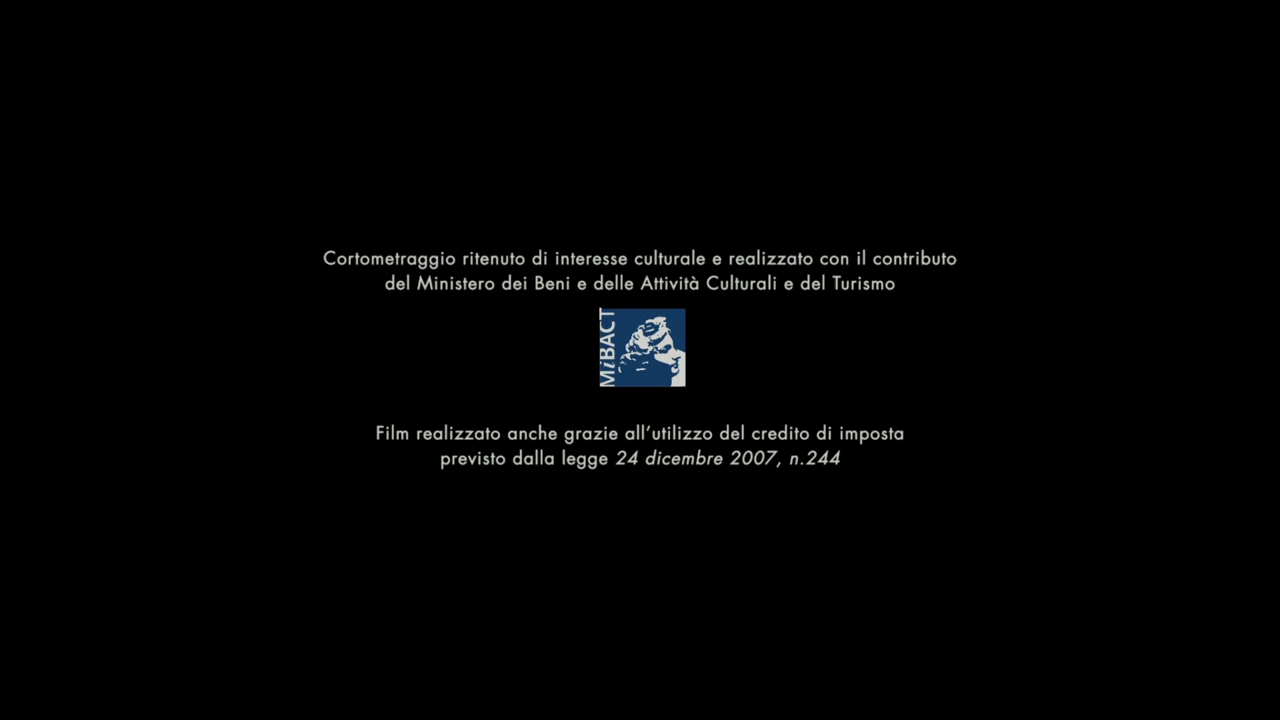 Cortometraggio ritenuto di interesse culturale e realizzato con il contributo
del Ministero dei Beni e delle Attività Culturali e del Turismo
MiBACT
Film realizzato anche grazie all’utilizzo del credito di imposta
previsto dalla legge 24 dicembre 2007, n.244